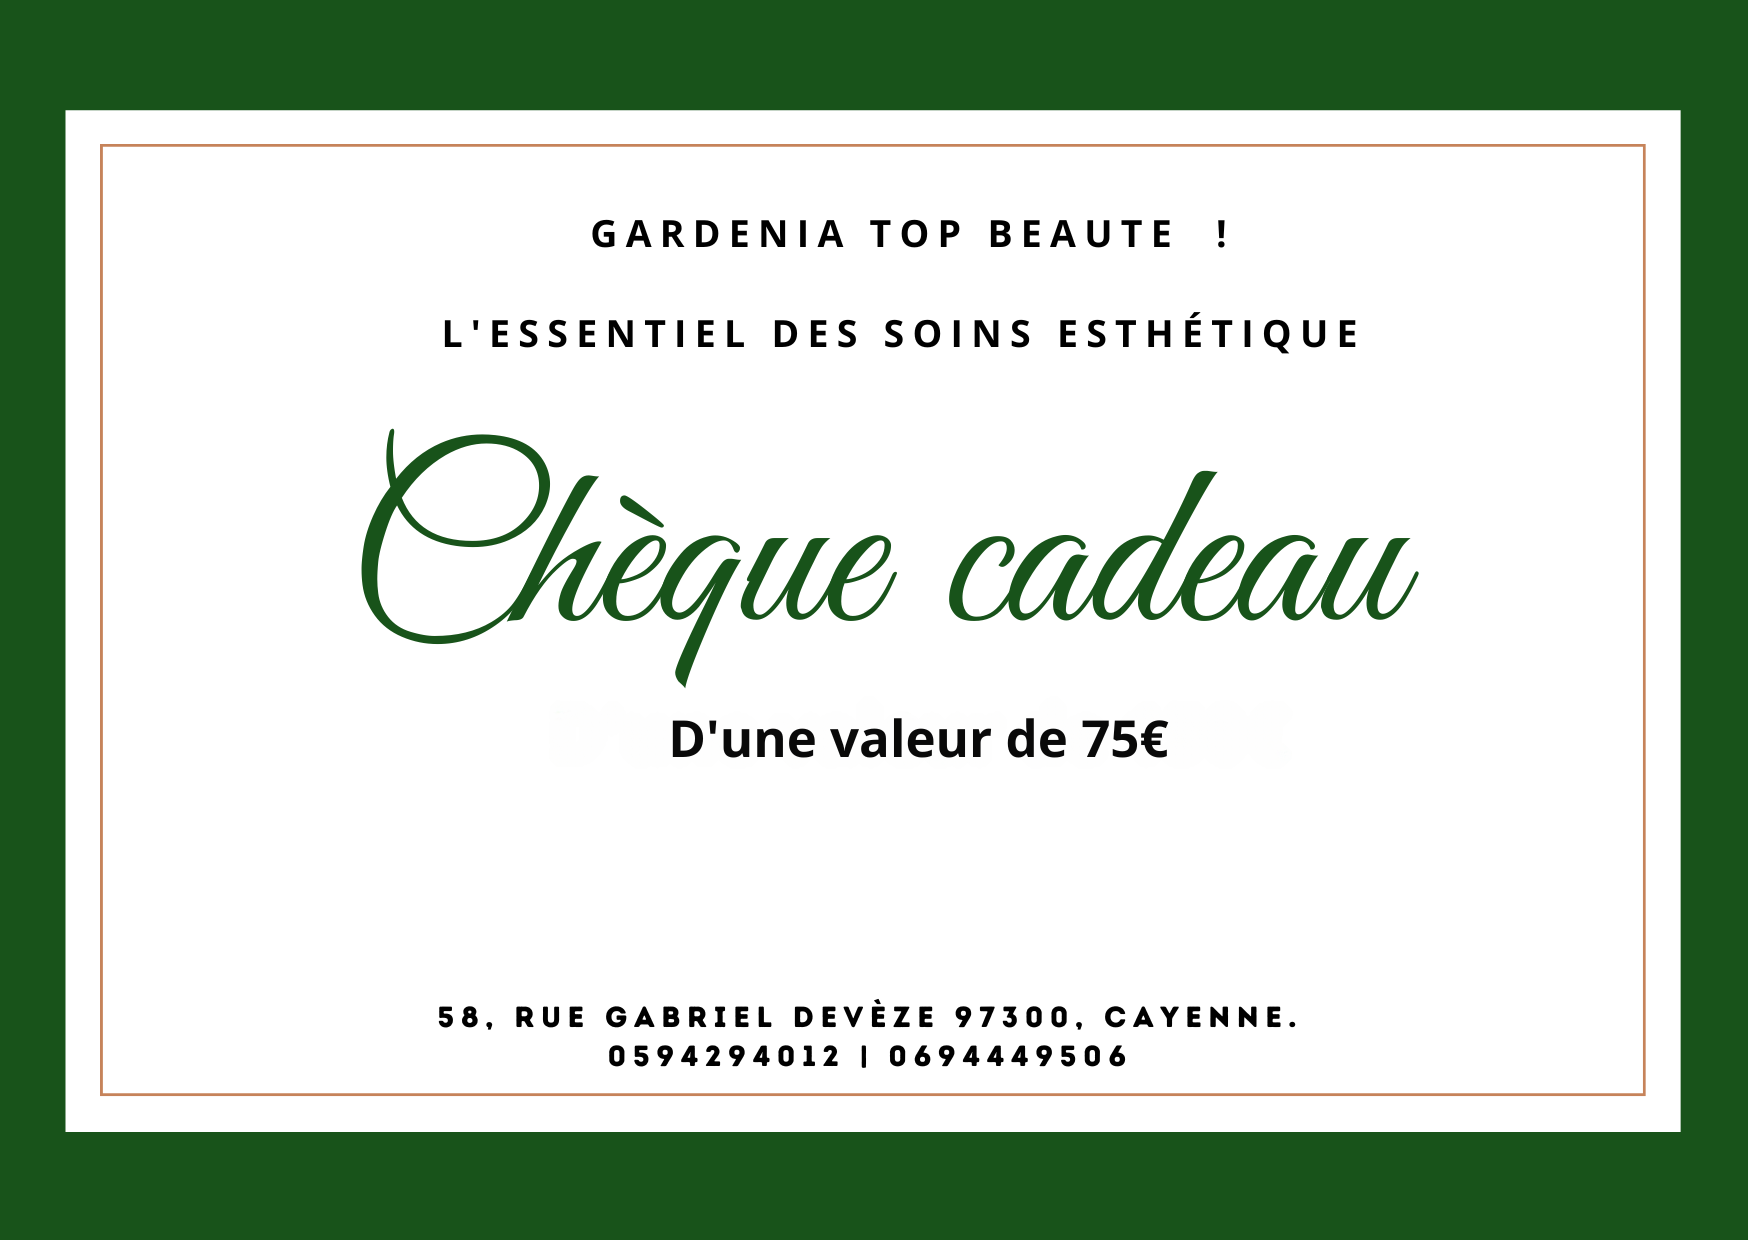 GARDENIA TOP BEAUTE !
L'ESSENTIEL DES SOINS ESTHÉTIQUE
Chèque cadeau
D'une valeur de 75€
58, RUE GABRIEL DEVÈZE 97300, CAYENNE.
0594294012 | 0694449506